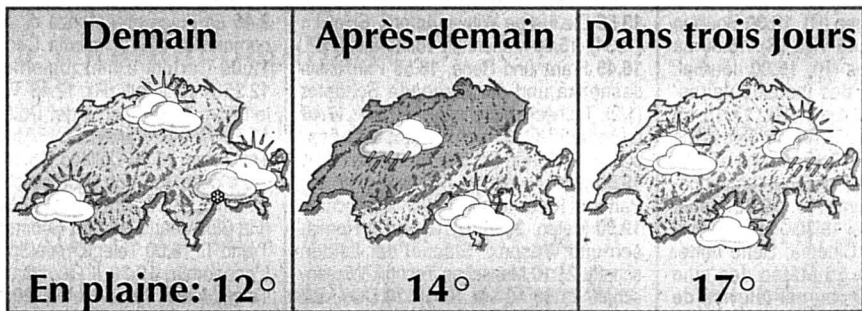 Demain
En plaine: 12°
Après-demain
14°
Dans trois jours
17°